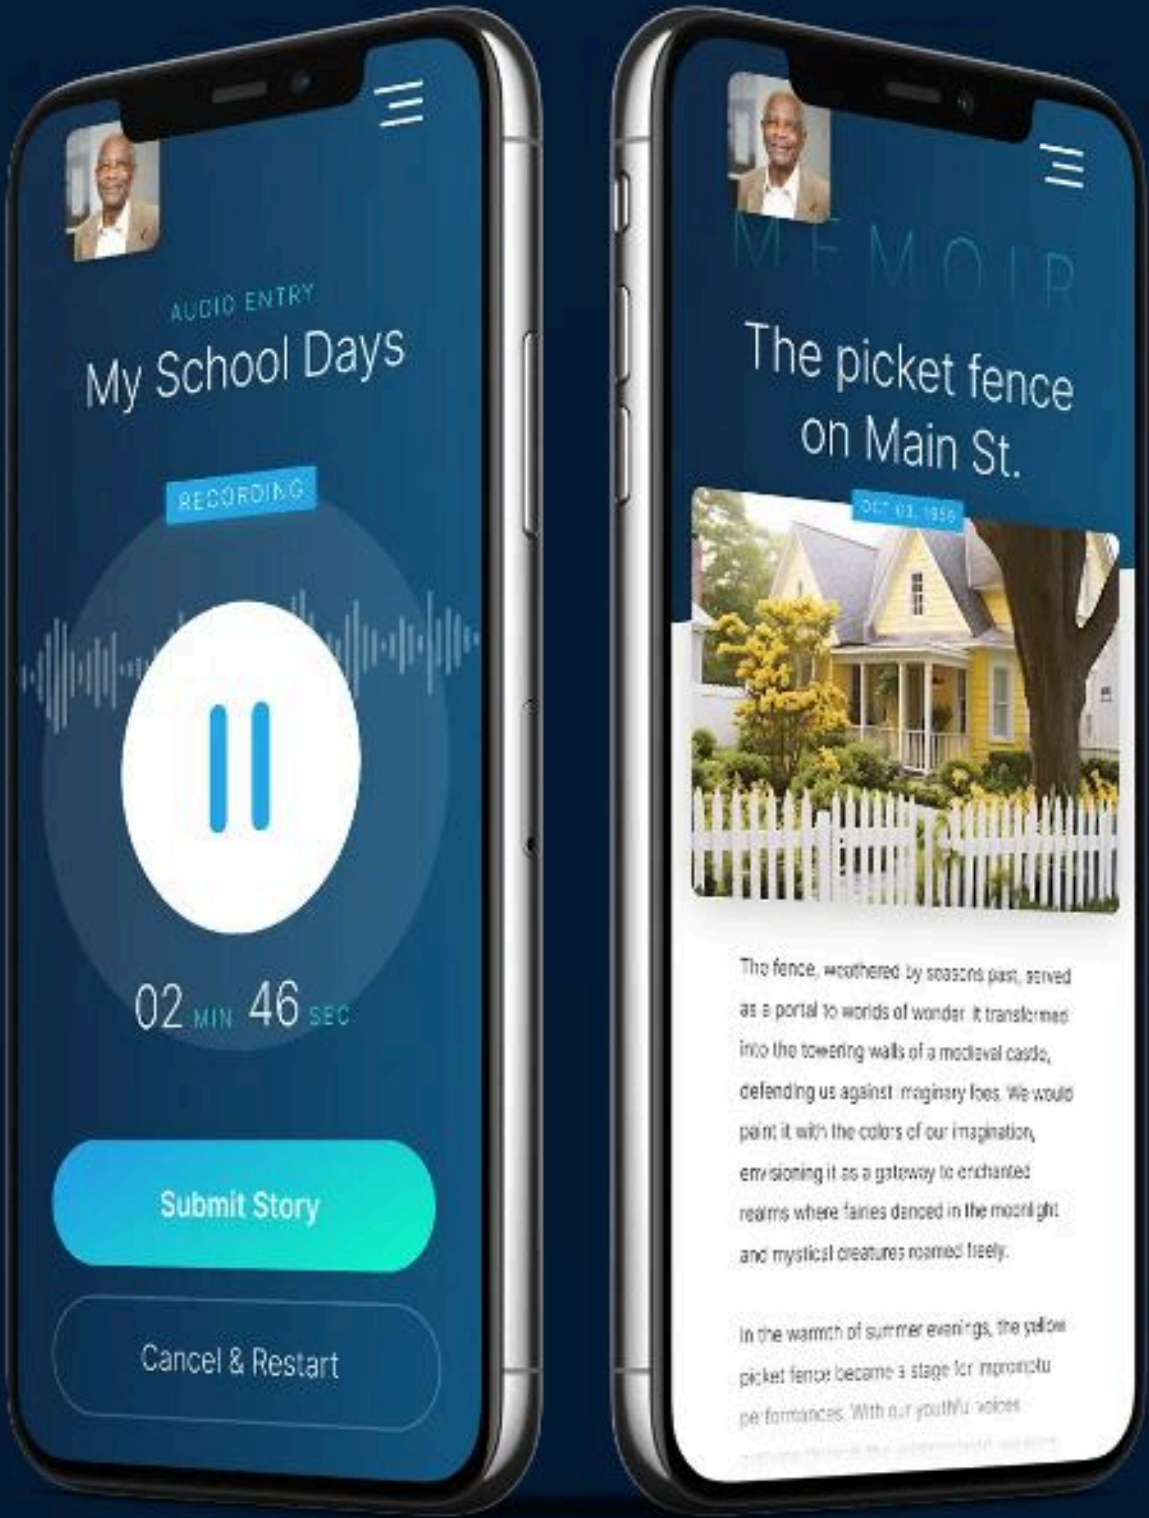 AUDIO ENTRY
My School Days
RECORDING
02 MIN 46 SEC
Submit Story
Cancel & Restart
MEMOIR
The picket fence
on Main St.
OCT 03, 1956
The fence, weathered by seasons past, served
as a portal to worlds of wonder. It transformed
into the towering walls of a medieval castle,
defending us against imaginary foes. We would
paint it with the colors of our imagination,
envisioning it as a gateway to enchanted
realms where fairies danced in the moonlight
and mystical creatures roamed freely.
In the warmth of summer evenings, the yellow
picket fence became a stage for impromptu
performances. With our youthful voices